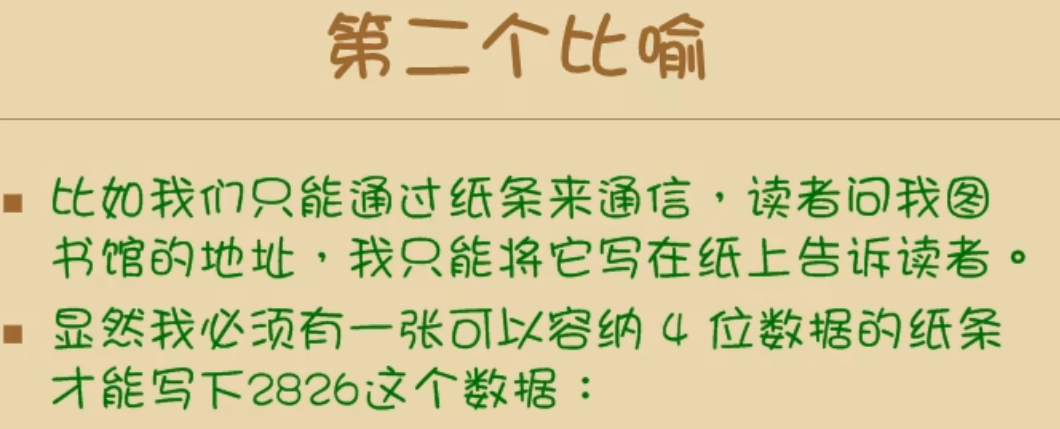 第二个比喻
▪ 比如我们只能通过纸条来通信，读者问我图
书馆的地址，我只能将它写在纸上告诉读者。
▪ 显然我必须有一张可以容纳 4 位数据的纸条
才能写下2826这个数据：